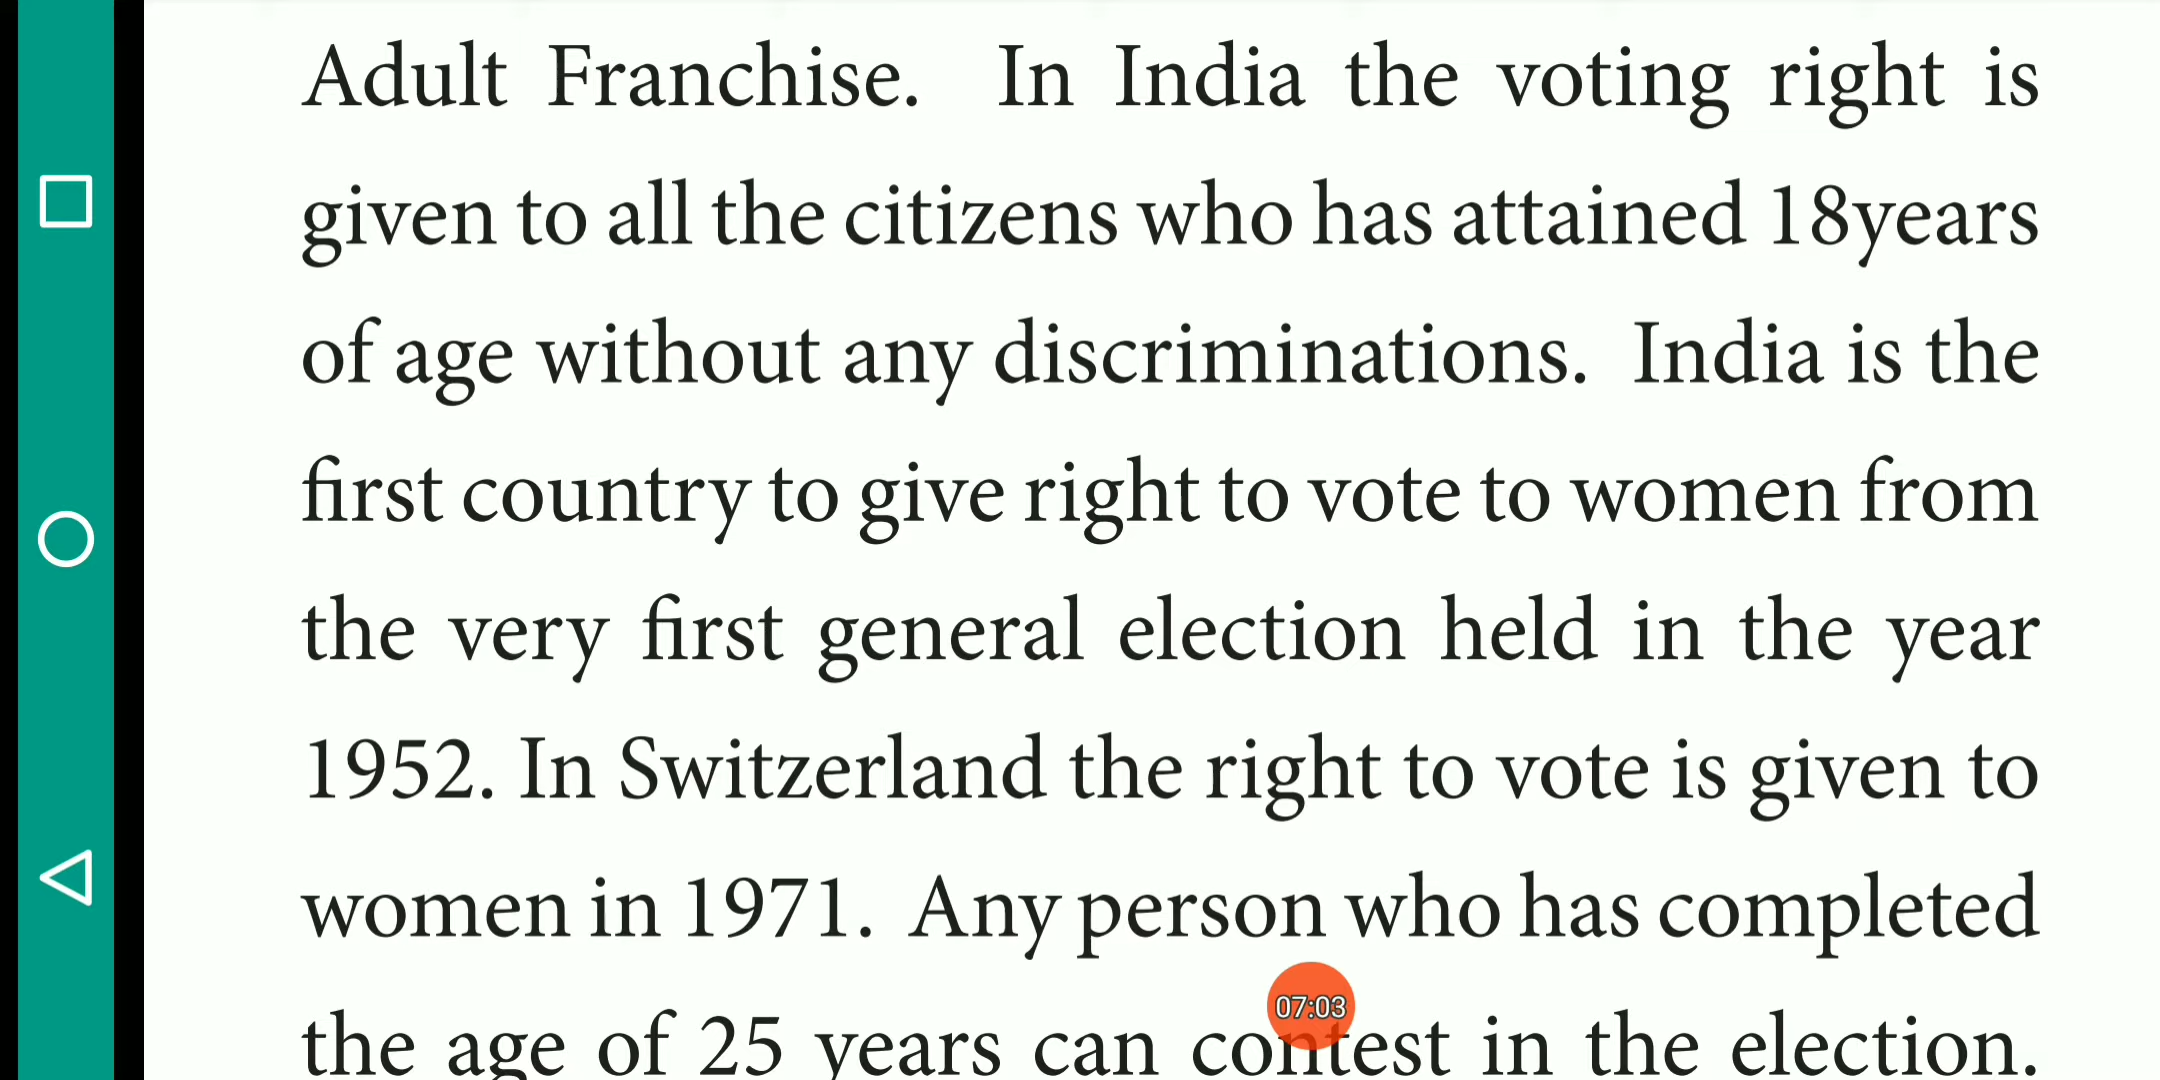 Adult Franchise. In India the voting right is
given to all the citizens who has attained 18years
of age without any discriminations. India is the
first country to give right to vote to women from
the very first general election held in the year
1952. In Switzerland the right to vote is given to
women in 1971. Any person who has completed
07:03
the age of 25 years can contest in the election.